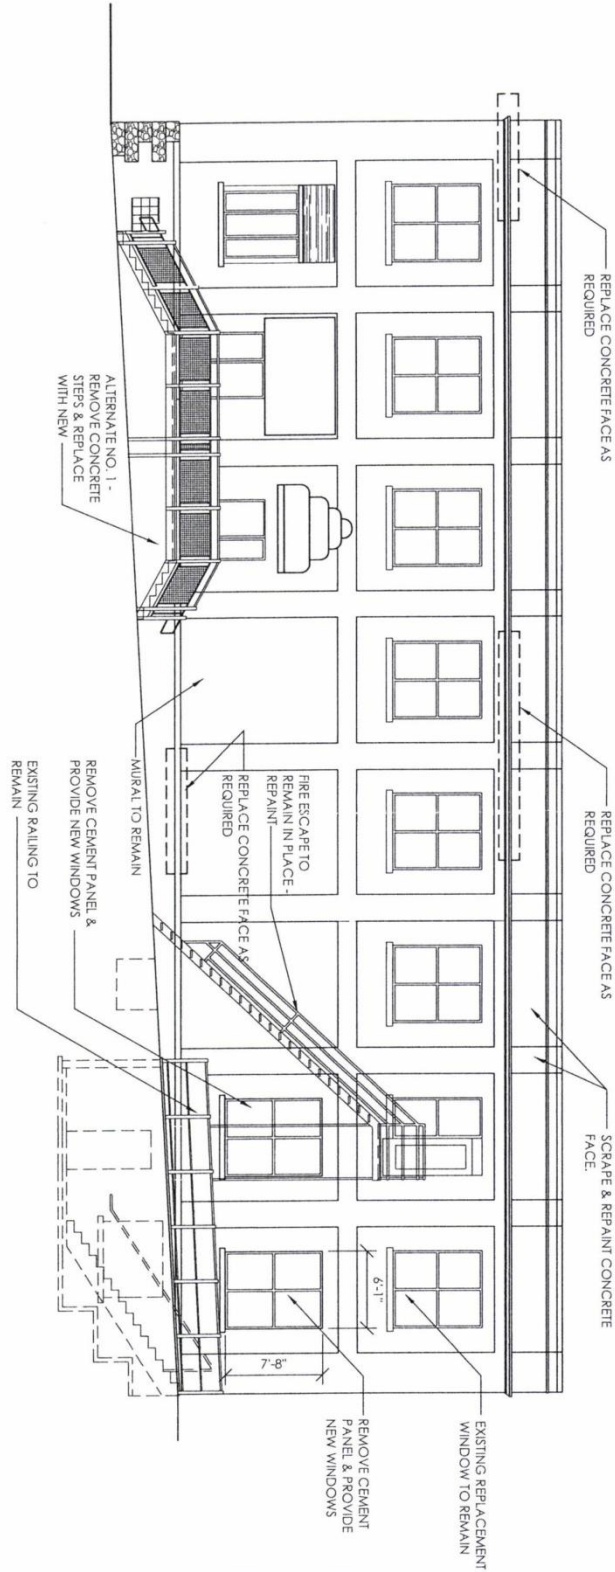 REPLACE CONCRETE FACE AS
REQUIRED
REPLACE CONCRETE FACE AS
REQUIRED
SCRAPE & REPAINT CONCRETE
FACE.
EXISTING REPLACEMENT
WINDOW TO REMAIN
6'-1"
7'-8"
REMOVE CEMENT
PANEL & PROVIDE
NEW WINDOWS
FIRE ESCAPE TO
REMAIN IN PLACE -
REPAINT
REPLACE CONCRETE FACE AS
REQUIRED
MURAL TO REMAIN
ALTERNATE NO. 1 -
REMOVE CONCRETE
STEPS & REPLACE
WITH NEW
REMOVE CEMENT PANEL &
PROVIDE NEW WINDOWS
EXISTING RAILING TO
REMAIN